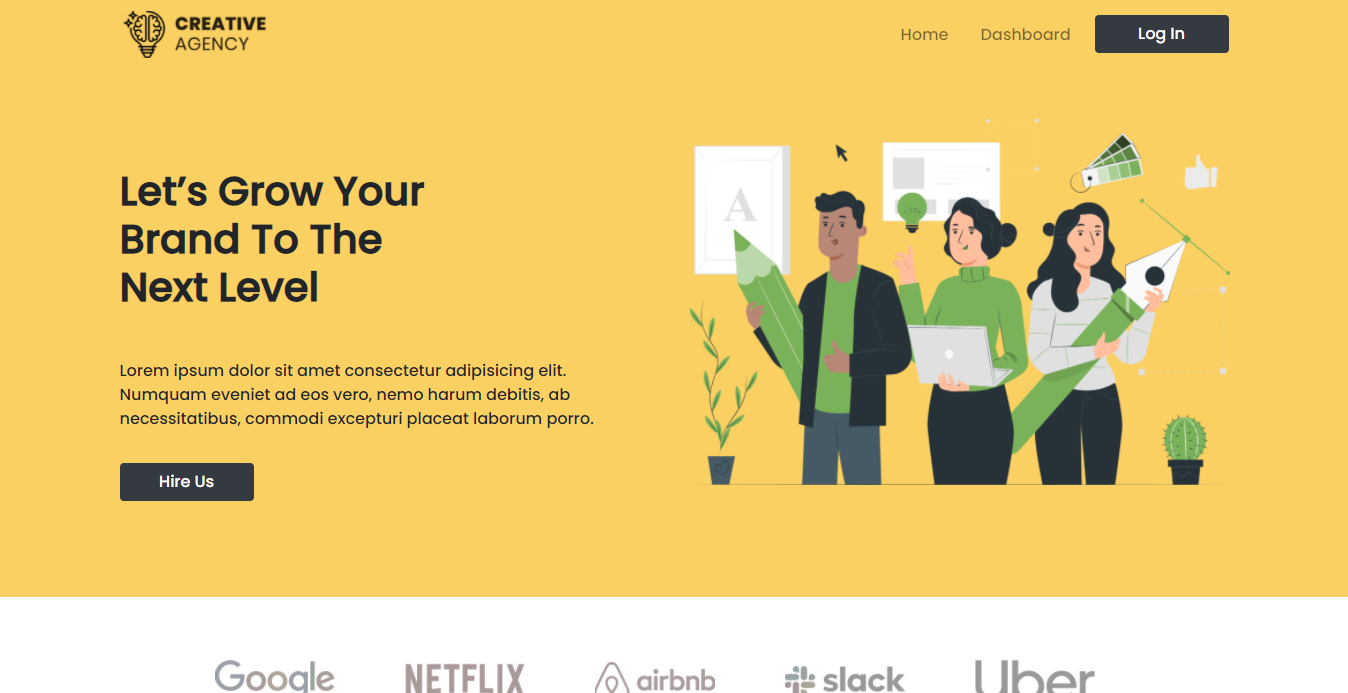 CREATIVE
AGENCY
Home Dashboard Log In
A
Let’s Grow Your
Brand To The
Next Level
Lorem ipsum dolor sit amet consectetur adipisicing elit.
Numquam eveniet ad eos vero, nemo harum debitis, ab
necessitatibus, commodi excepturi placeat laborum porro.
Hire Us
Google NETFLIX airbnb slack Uber